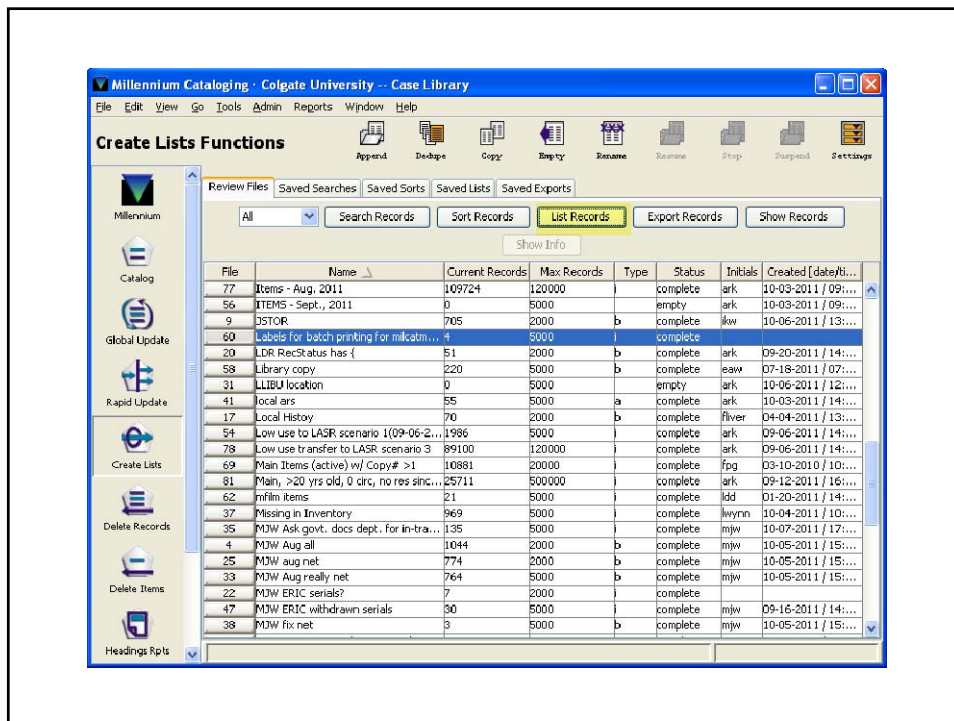 Millennium Cataloging · Colgate University -- Case Library
File Edit View Go Tools Admin Reports Window Help
Create Lists Functions
Append Dedupe Copy Empty Rename Resume Stop Suspend Settings
Millennium
Catalog
Global Update
Rapid Update
Create Lists
Delete Records
Delete Items
Headings Rpts
Review Files Saved Searches Saved Sorts Saved Lists Saved Exports
All Search Records Sort Records List Records Export Records Show Records
Show Info
File Name Current Records Max Records Type Status Initials Created [date/ti...
77 Items - Aug. 2011 109724 120000 i complete ark 10-03-2011 / 09:...
56 ITEMS - Sept., 2011 0 5000 empty ark 10-03-2011 / 09:...
9 JSTOR 705 2000 b complete ikw 10-06-2011 / 13:...
60 Labels for batch printing for milcatm... 4 5000 i complete
20 LDR RecStatus has { 51 2000 b complete ark 09-20-2011 / 14:...
58 Library copy 220 5000 b complete eaw 07-18-2011 / 07:...
31 LLIBU location 0 5000 empty ark 10-06-2011 / 12:...
41 local ars 55 5000 a complete ark 10-03-2011 / 14:...
17 Local Histoy 70 2000 b complete fliver 04-04-2011 / 13:...
54 Low use to LASR scenario 1(09-06-2... 1986 5000 i complete ark 09-06-2011 / 14:...
78 Low use transfer to LASR scenario 3 89100 120000 i complete ark 09-06-2011 / 14:...
69 Main Items (active) w/ Copy# >1 10881 20000 i complete fpg 03-10-2010 / 10:...
81 Main, >20 yrs old, 0 circ, no res sinc... 25711 500000 i complete ark 09-12-2011 / 16:...
62 mfilm items 21 5000 i complete ldd 01-20-2011 / 14:...
37 Missing in Inventory 969 5000 i complete lwynn 10-04-2011 / 10:...
35 MJW Ask govt. docs dept. for in-tra... 135 5000 i complete mjw 10-07-2011 / 17:...
4 MJW Aug all 1044 2000 b complete mjw 10-05-2011 / 15:...
25 MJW aug net 774 2000 b complete mjw 10-05-2011 / 15:...
33 MJW Aug really net 764 5000 b complete mjw 10-05-2011 / 15:...
22 MJW ERIC serials? 7 2000 i complete
47 MJW ERIC withdrawn serials 30 5000 i complete mjw 09-16-2011 / 14:...
38 MJW fix net 3 5000 b complete mjw 10-05-2011 / 15:...